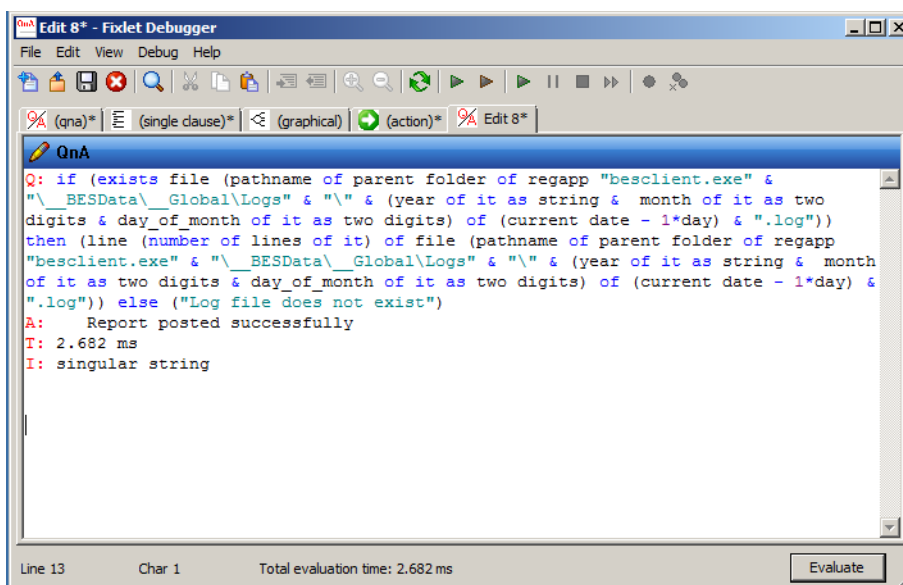 QnA Edit 8* - Fixlet Debugger
File Edit View Debug Help
(qna)* (single clause)* (graphical) (action)* Edit 8*
QnA
Q: if (exists file (pathname of parent folder of regapp "besclient.exe" &
"\__BESData\__Global\Logs" & "\" & (year of it as string & month of it as two
digits & day_of_month of it as two digits) of (current date - 1*day) & ".log"))
then (line (number of lines of it) of file (pathname of parent folder of regapp
"besclient.exe" & "\__BESData\__Global\Logs" & "\" & (year of it as string & month
of it as two digits & day_of_month of it as two digits) of (current date - 1*day) &
".log")) else ("Log file does not exist")
A: Report posted successfully
T: 2.682 ms
I: singular string
Line 13 Char 1 Total evaluation time: 2.682 ms Evaluate